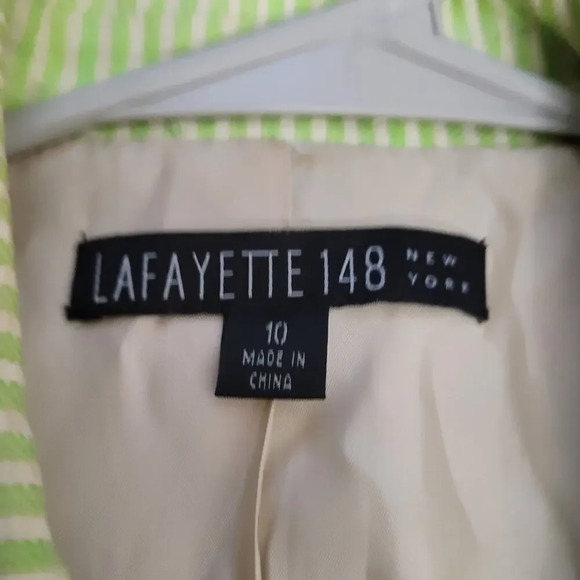 LAFAYETTE 148 NEW YORK
10
MADE IN
CHINA